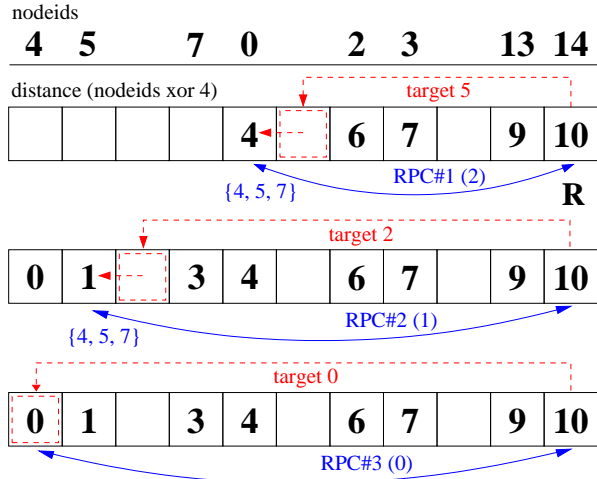 nodeids
4 5 7 0 2 3 13 14
distance (nodeids xor 4)
target 5
4 6 7 9 10
RPC#1 (2)
{4, 5, 7}
R
target 2
0 1 3 4 6 7 9 10
RPC#2 (1)
{4, 5, 7}
target 0
0 1 3 4 6 7 9 10
RPC#3 (0)